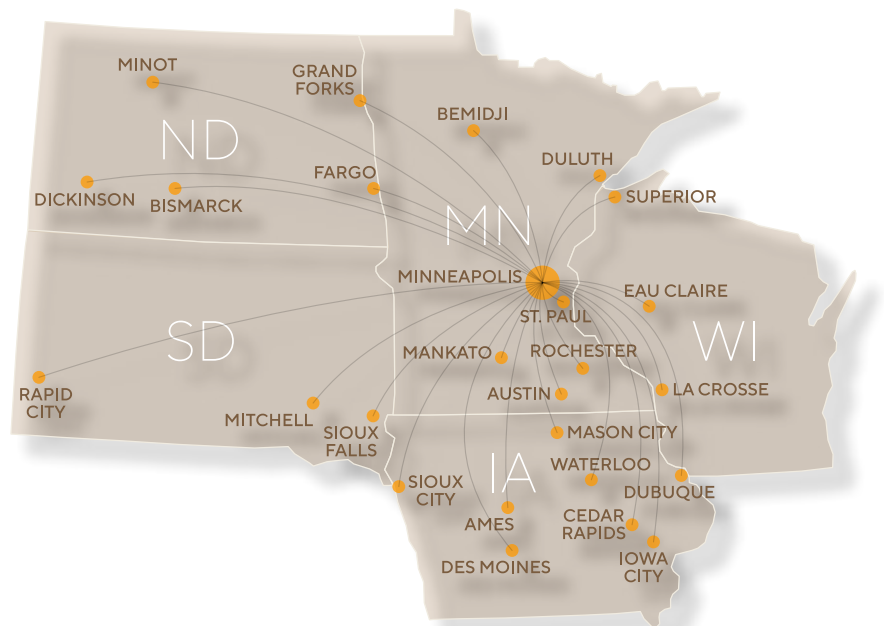 MINOT
GRAND
FORKS
BEMIDJI
ND
DULUTH
FARGO
DICKINSON
BISMARCK
SUPERIOR
MN
MINNEAPOLIS
EAU CLAIRE
ST. PAUL
SD
WI
MANKATO
ROCHESTER
RAPID
CITY
AUSTIN
LA CROSSE
MITCHELL
SIOUX
FALLS
MASON CITY
IA
WATERLOO
SIOUX
CITY
DUBUQUE
AMES
CEDAR
RAPIDS
DES MOINES
IOWA
CITY